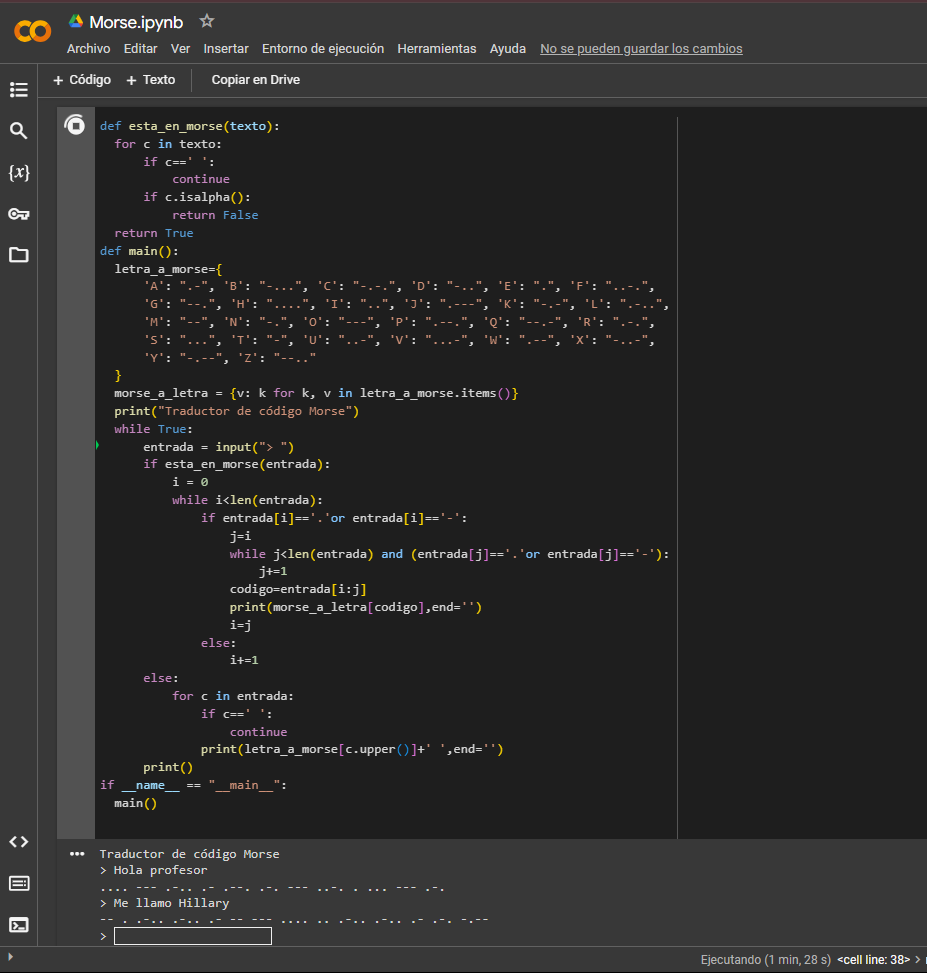 Morse.ipynb
Archivo Editar Ver Insertar Entorno de ejecución Herramientas Ayuda No se pueden guardar los cambios
+ Código + Texto Copiar en Drive
{x}
def esta_en_morse(texto):
  for c in texto:
      if c==' ':
          continue
      if c.isalpha():
          return False
  return True
def main():
  letra_a_morse={
      'A': ".-", 'B': "-...", 'C': "-.-.", 'D': "-..", 'E': ".", 'F': "..-.",
      'G': "--.", 'H': "....", 'I': "..", 'J': ".---", 'K': "-.-", 'L': ".-..",
      'M': "--", 'N': "-.", 'O': "---", 'P': ".--.", 'Q': "--.-", 'R': ".-.",
      'S': "...", 'T': "-", 'U': "..-", 'V': "...-", 'W': ".--", 'X': "-..-",
      'Y': "-.--", 'Z': "--.."
  }
  morse_a_letra = {v: k for k, v in letra_a_morse.items()}
  print("Traductor de código Morse")
  while True:
      entrada = input("> ")
      if esta_en_morse(entrada):
          i = 0
          while i<len(entrada):
              if entrada[i]=='.'or entrada[i]=='-':
                  j=i
                  while j<len(entrada) and (entrada[j]=='.'or entrada[j]=='-'):
                      j+=1
                  codigo=entrada[i:j]
                  print(morse_a_letra[codigo],end='')
                  i=j
              else:
                  i+=1
      else:
          for c in entrada:
              if c==' ':
                  continue
              print(letra_a_morse[c.upper()]+' ',end='')
      print()
if __name__ == "__main__":
  main()
Traductor de código Morse
> Hola profesor
.... --- .-.. .- .--. .-. --- ..-. . ... --- .-.
> Me llamo Hillary
-- . .-.. .-.. .- -- --- .... .. .-.. .-.. .- .-. -.--
>
Ejecutando (1 min, 28 s) <cell line: 38> >